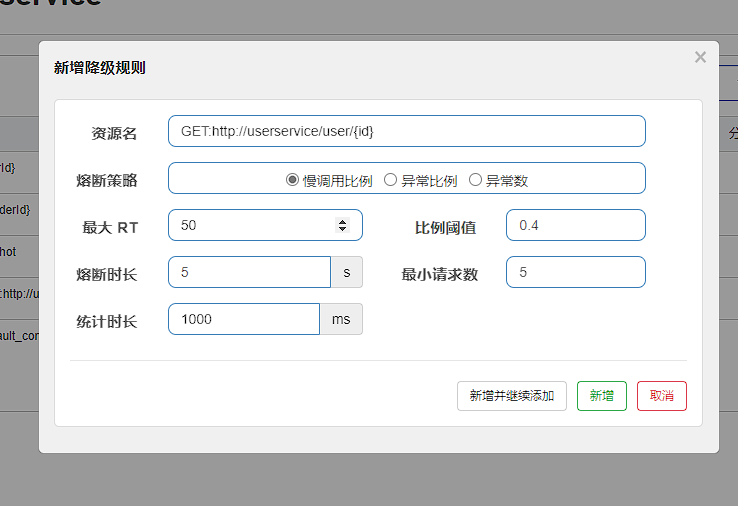 service
×
新增降级规则
资源名 GET:http://userservice/user/{id}
熔断策略 慢调用比例 异常比例 异常数
最大 RT 50 比例阈值 0.4
熔断时长 5 s 最小请求数 5
统计时长 1000 ms
新增并继续添加 新增 取消
rId}
derId}
hot
:http://u
ault_con